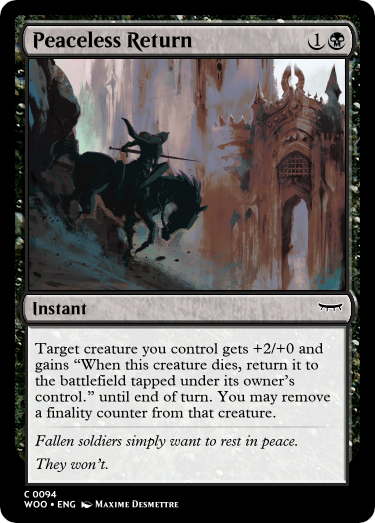 Peaceless Return
1
Instant
Target creature you control gets +2/+0 and
gains “When this creature dies, return it to
the battlefield tapped under its owner’s
control.” until end of turn. You may remove
a finality counter from that creature.
Fallen soldiers simply want to rest in peace.
They won’t.
C 0094
WOO • ENG Maxime Desmettre